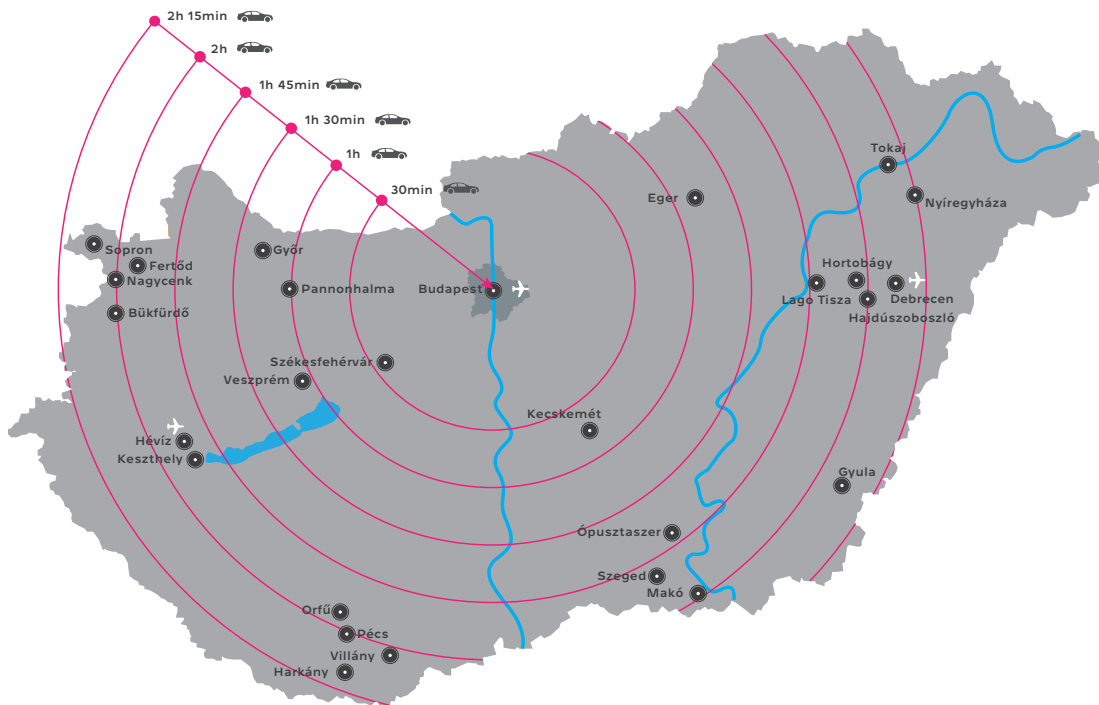 2h 15min
2h
1h 45min
1h 30min
1h
30min
Tokaj
Eger
Nyíregyháza
Sopron
Győr
Fertőd
Nagycenk
Pannonhalma
Budapest
Hortobágy
Lago Tisza
Debrecen
Hajdúszoboszló
Bükfürdő
Székesfehérvár
Veszprém
Kecskemét
Hévíz
Keszthely
Gyula
Ópusztaszer
Szeged
Makó
Orfű
Pécs
Villány
Harkány